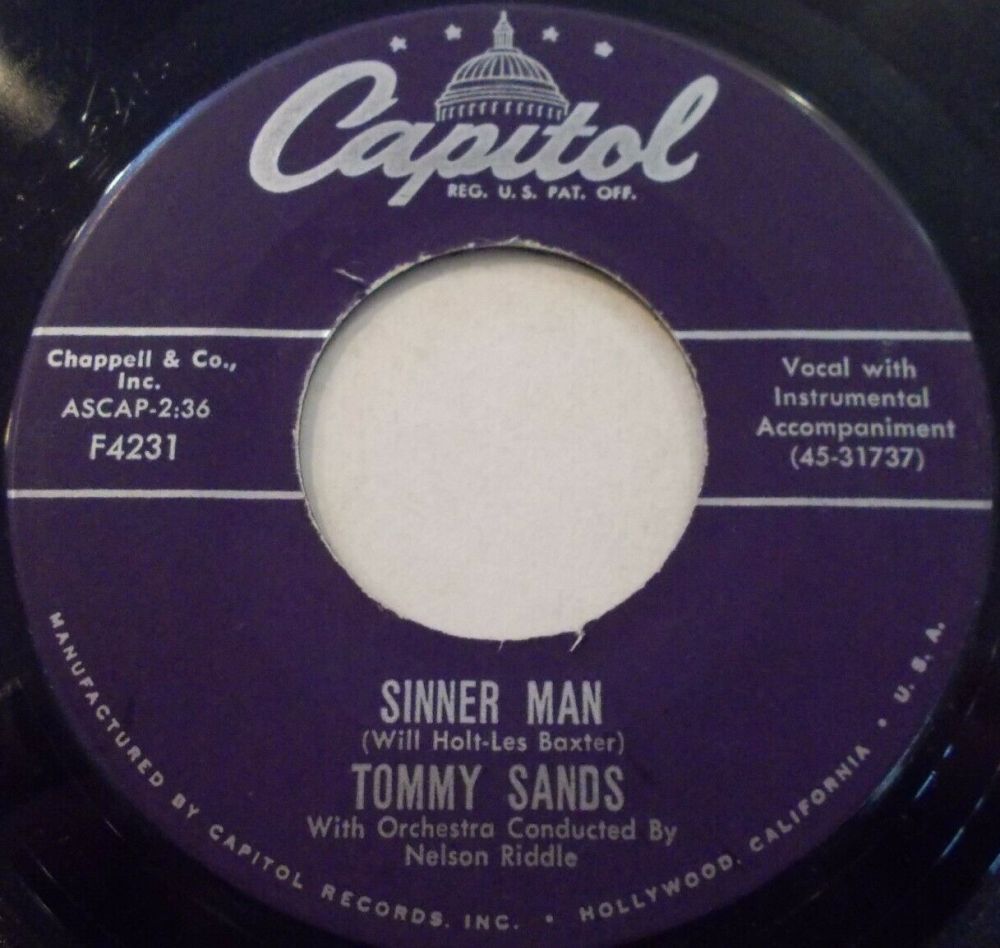 Capitol
REG. U.S. PAT. OFF.
Chappell & Co.,
Inc.
ASCAP-2:36
F4231
Vocal with
Instrumental
Accompaniment
(45-31737)
SINNER MAN
(Will Holt-Les Baxter)
TOMMY SANDS
With Orchestra Conducted By
Nelson Riddle
MANUFACTURED BY CAPITOL RECORDS, INC. • HOLLYWOOD, CALIFORNIA • U. S. A.